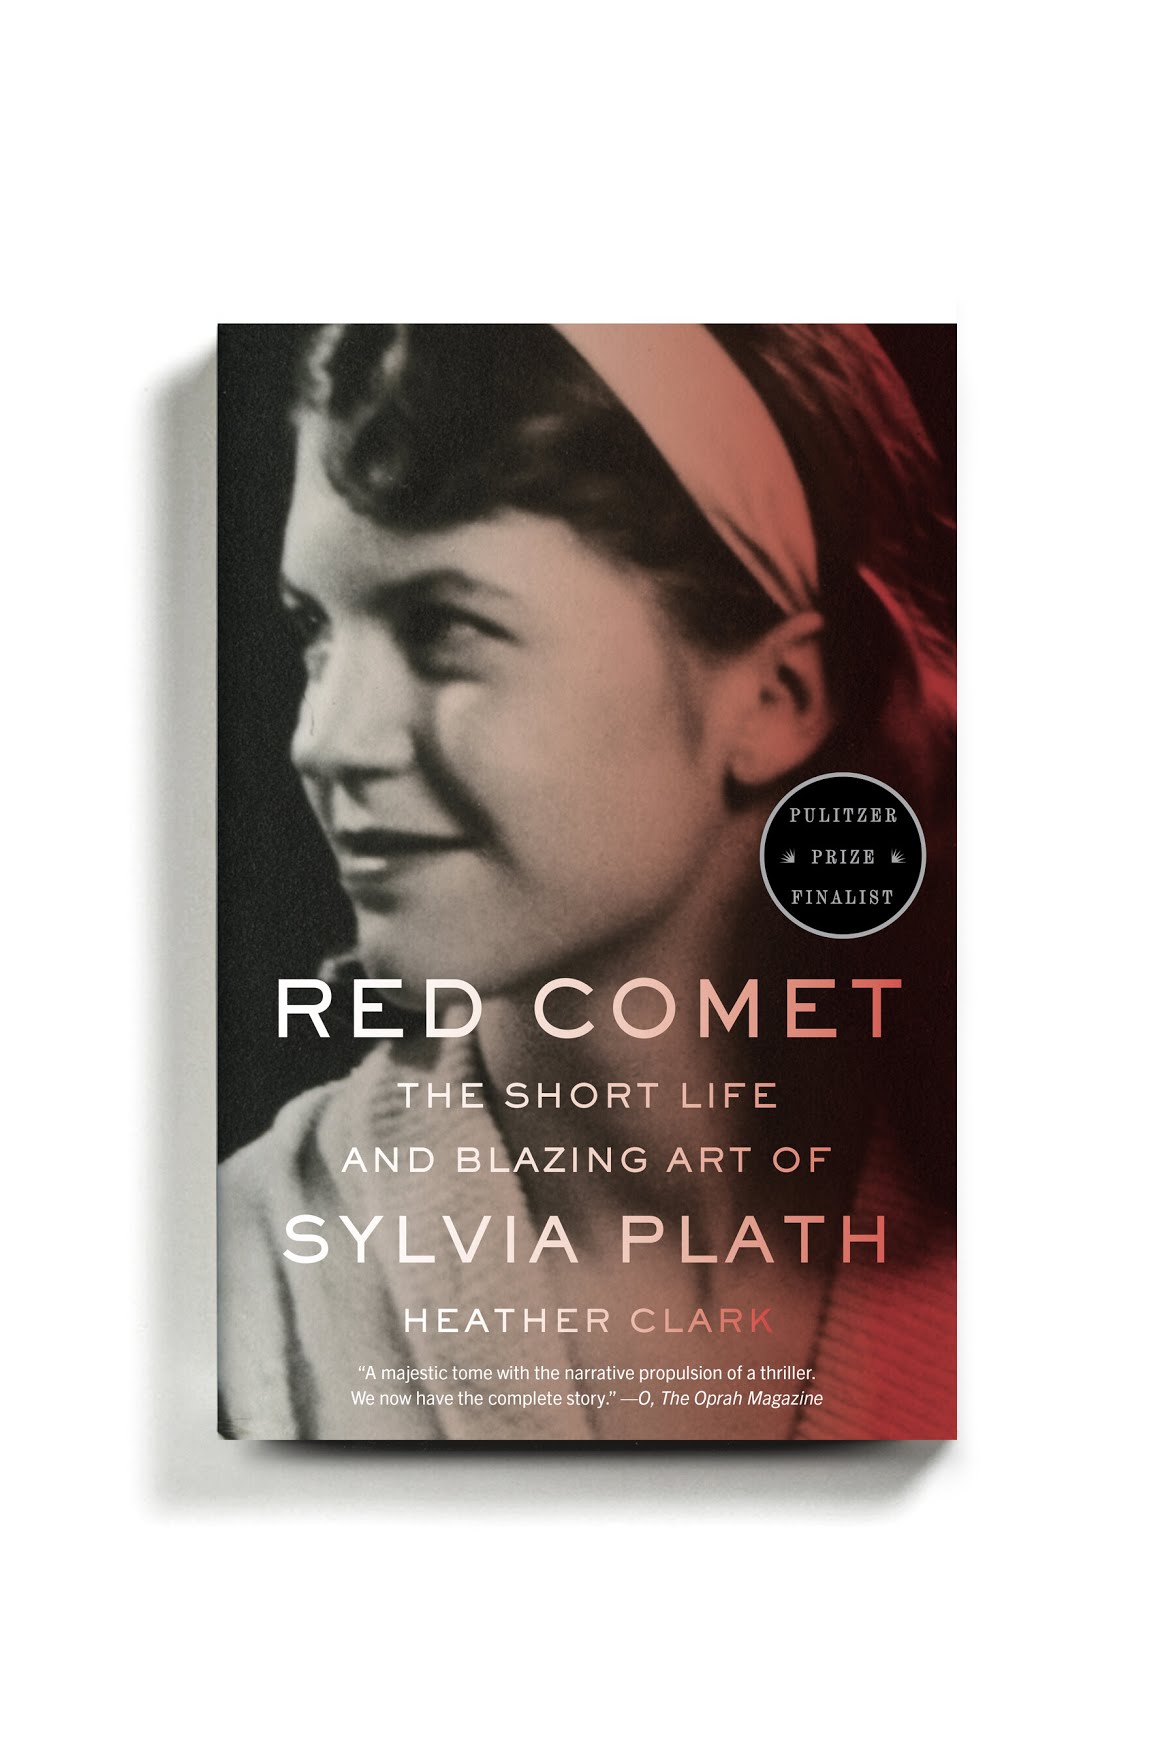 PULITZER
PRIZE
FINALIST
RED COMET
THE SHORT LIFE
AND BLAZING ART OF
SYLVIA PLATH
HEATHER CLARK
“A majestic tome with the narrative propulsion of a thriller.
We now have the complete story.” —O, The Oprah Magazine